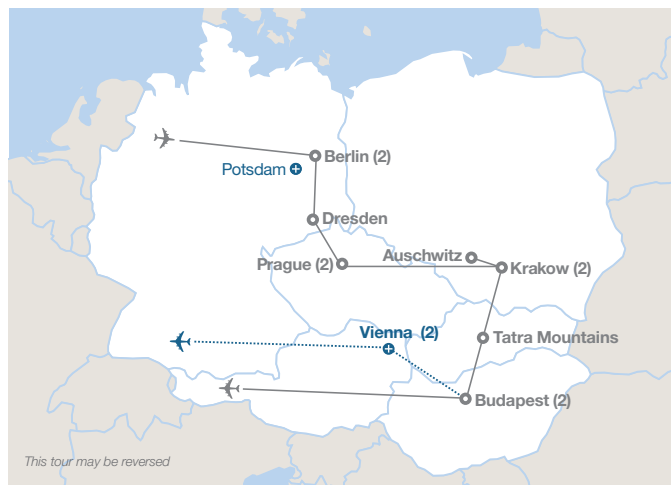 Berlin (2)
Potsdam
Dresden
Auschwitz
Prague (2)
Krakow (2)
Vienna (2)
Tatra Mountains
Budapest (2)
This tour may be reversed